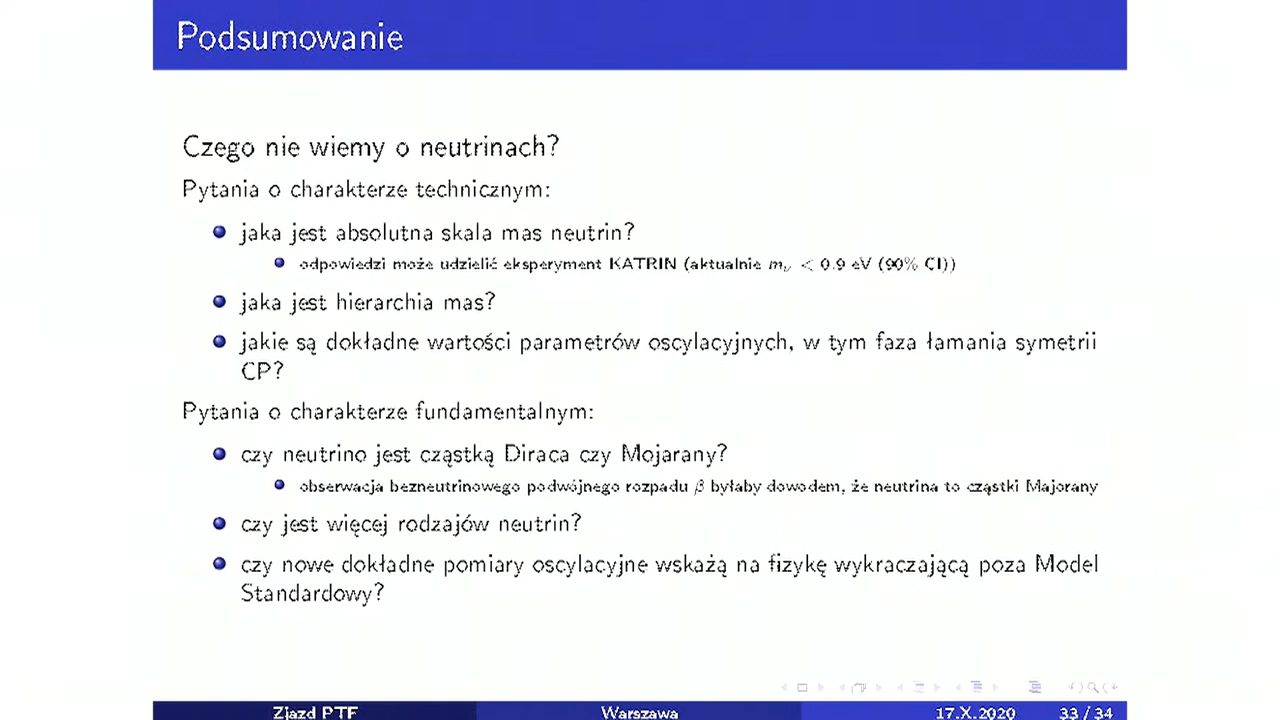 Podsumowanie
Czego nie wiemy o neutrinach?
Pytania o charakterze technicznym:
jaka jest absolutna skala mas neutrin?
odpowiedzi może udzielić eksperyment KATRIN (aktualnie mν < 0.9 eV (90% CI))
jaka jest hierarchia mas?
jakie są dokładne wartości parametrów oscylacyjnych, w tym faza łamania symetrii
CP?
Pytania o charakterze fundamentalnym:
czy neutrino jest cząstką Diraca czy Mojarany?
obserwacja bezneutrinowego podwójnego rozpadu β byłaby dowodem, że neutrina to cząstki Majorany
czy jest więcej rodzajów neutrin?
czy nowe dokładne pomiary oscylacyjne wskażą na fizykę wykraczającą poza Model
Standardowy?
Zjazd PTF Warszawa 17.X.2020 33 / 34